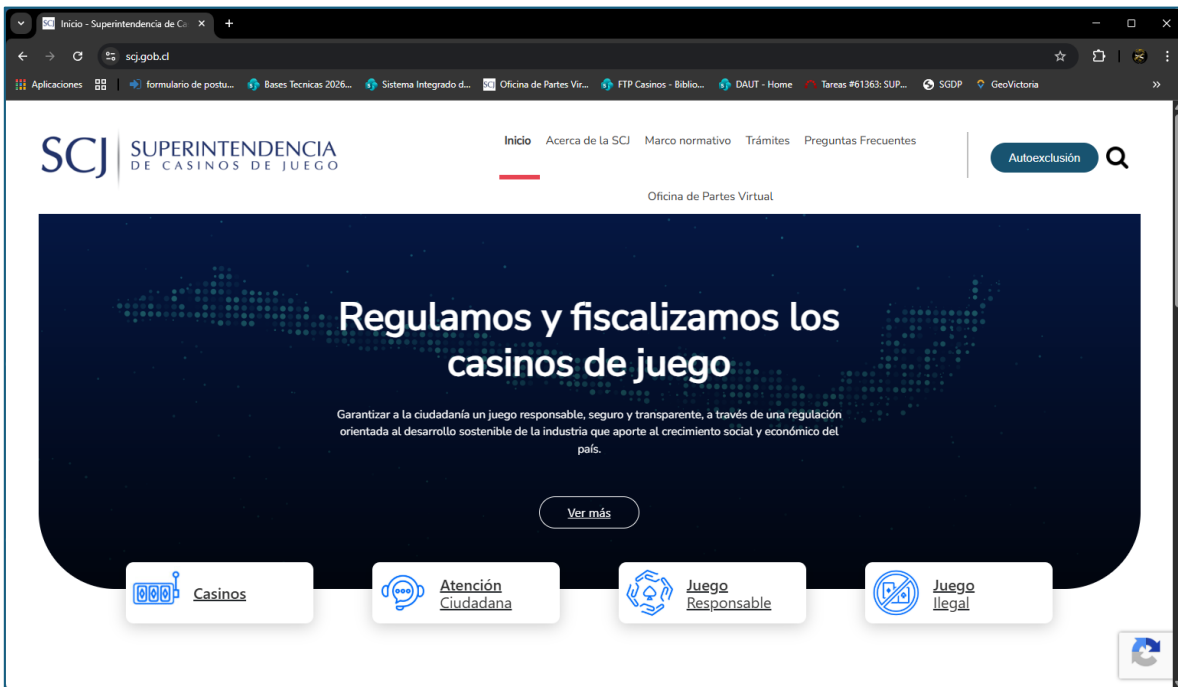 SCJ Inicio - Superintendencia de Ca
scj.gob.cl
Aplicaciones formulario de postu... Bases Tecnicas 2026... Sistema Integrado d... SCJ Oficina de Partes Vir... FTP Casinos - Biblio... DAUT - Home Tareas #61363: SUP... SGDP GeoVictoria
SCJ SUPERINTENDENCIA
DE CASINOS DE JUEGO
Inicio Acerca de la SCJ Marco normativo Trámites Preguntas Frecuentes
Oficina de Partes Virtual
Autoexclusión
Regulamos y fiscalizamos los
casinos de juego
Garantizar a la ciudadanía un juego responsable, seguro y transparente, a través de una regulación
orientada al desarrollo sostenible de la industria que aporte al crecimiento social y económico del
país.
Ver más
Casinos
Atención
Ciudadana
Juego
Responsable
Juego
Ilegal